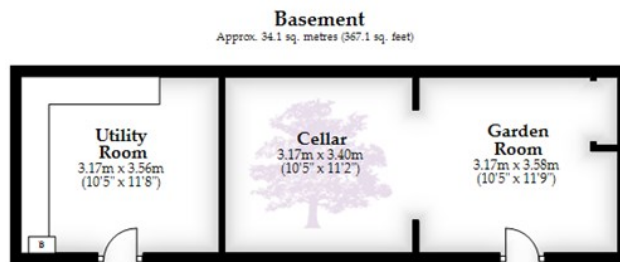 Basement
Approx. 34.1 sq. metres (367.1 sq. feet)
Utility
Room
3.17m x 3.56m
(10'5" x 11'8")
Cellar
3.17m x 3.40m
(10'5" x 11'2")
Garden
Room
3.17m x 3.58m
(10'5" x 11'9")
B